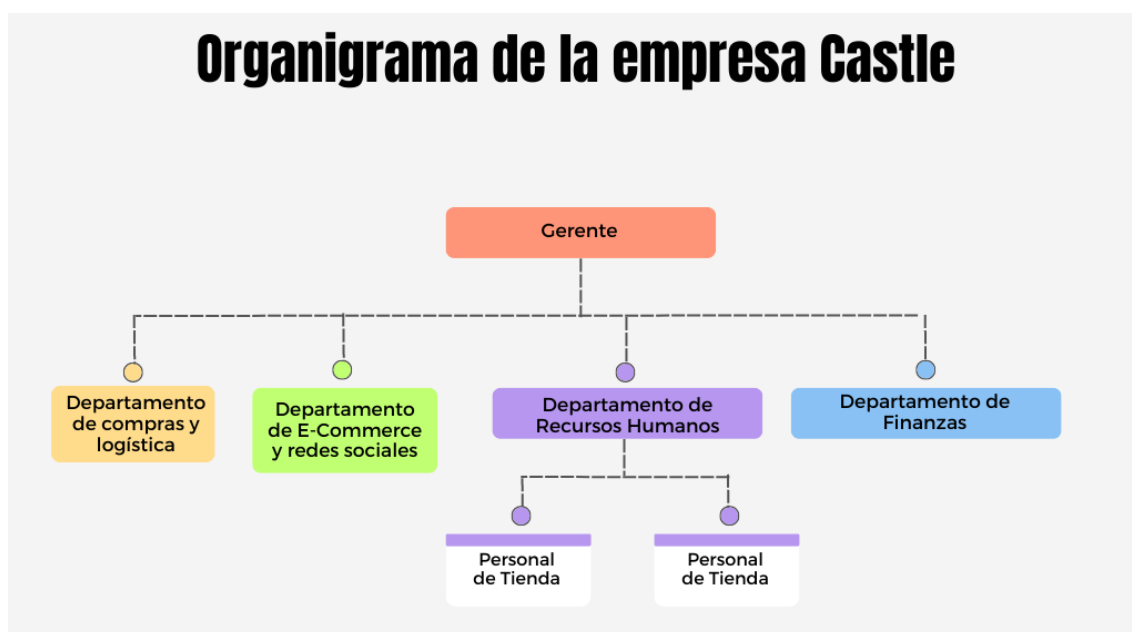 Organigrama de la empresa Castle
Gerente
Departamento
de compras y
logística
Departamento
de E-Commerce
y redes sociales
Departamento de
Recursos Humanos
Departamento de
Finanzas
Personal
de Tienda
Personal
de Tienda